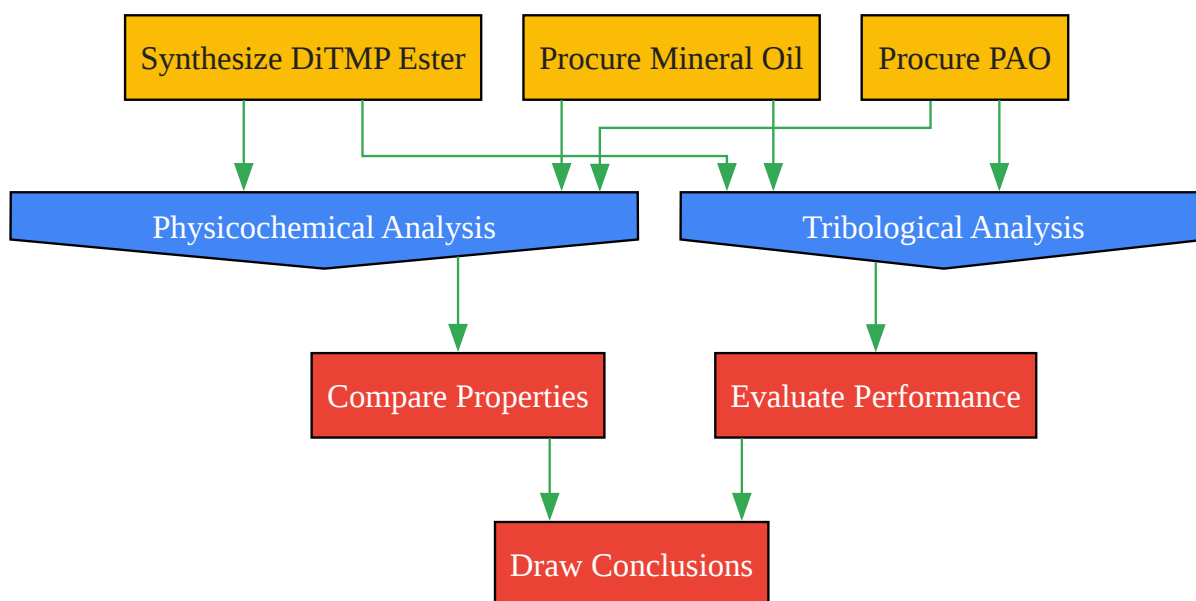 Synthesize DiTMP Ester
Procure Mineral Oil
Procure PAO
Physicochemical Analysis
Tribological Analysis
Compare Properties
Evaluate Performance
Draw Conclusions